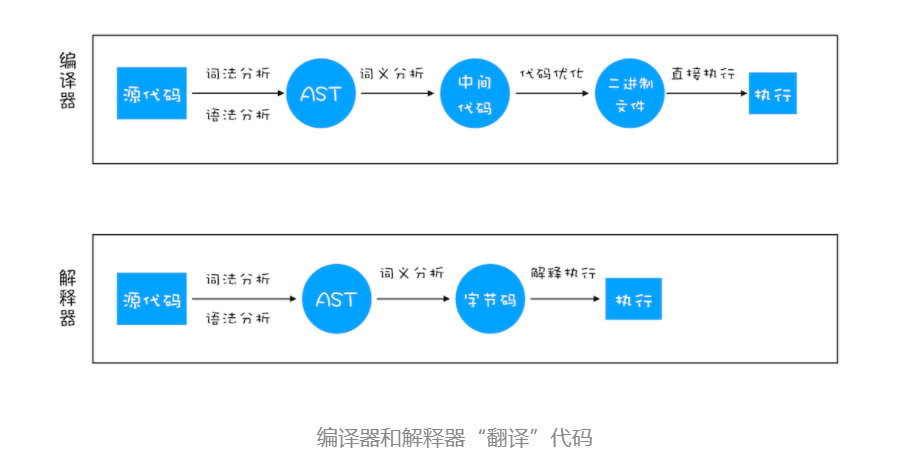 编译器
源代码
词法分析
语法分析
AST
词义分析
中间
代码
代码优化
二进制
文件
直接执行
执行
解释器
源代码
词法分析
语法分析
AST
词义分析
字节码
解释执行
执行
编译器和解释器“翻译”代码